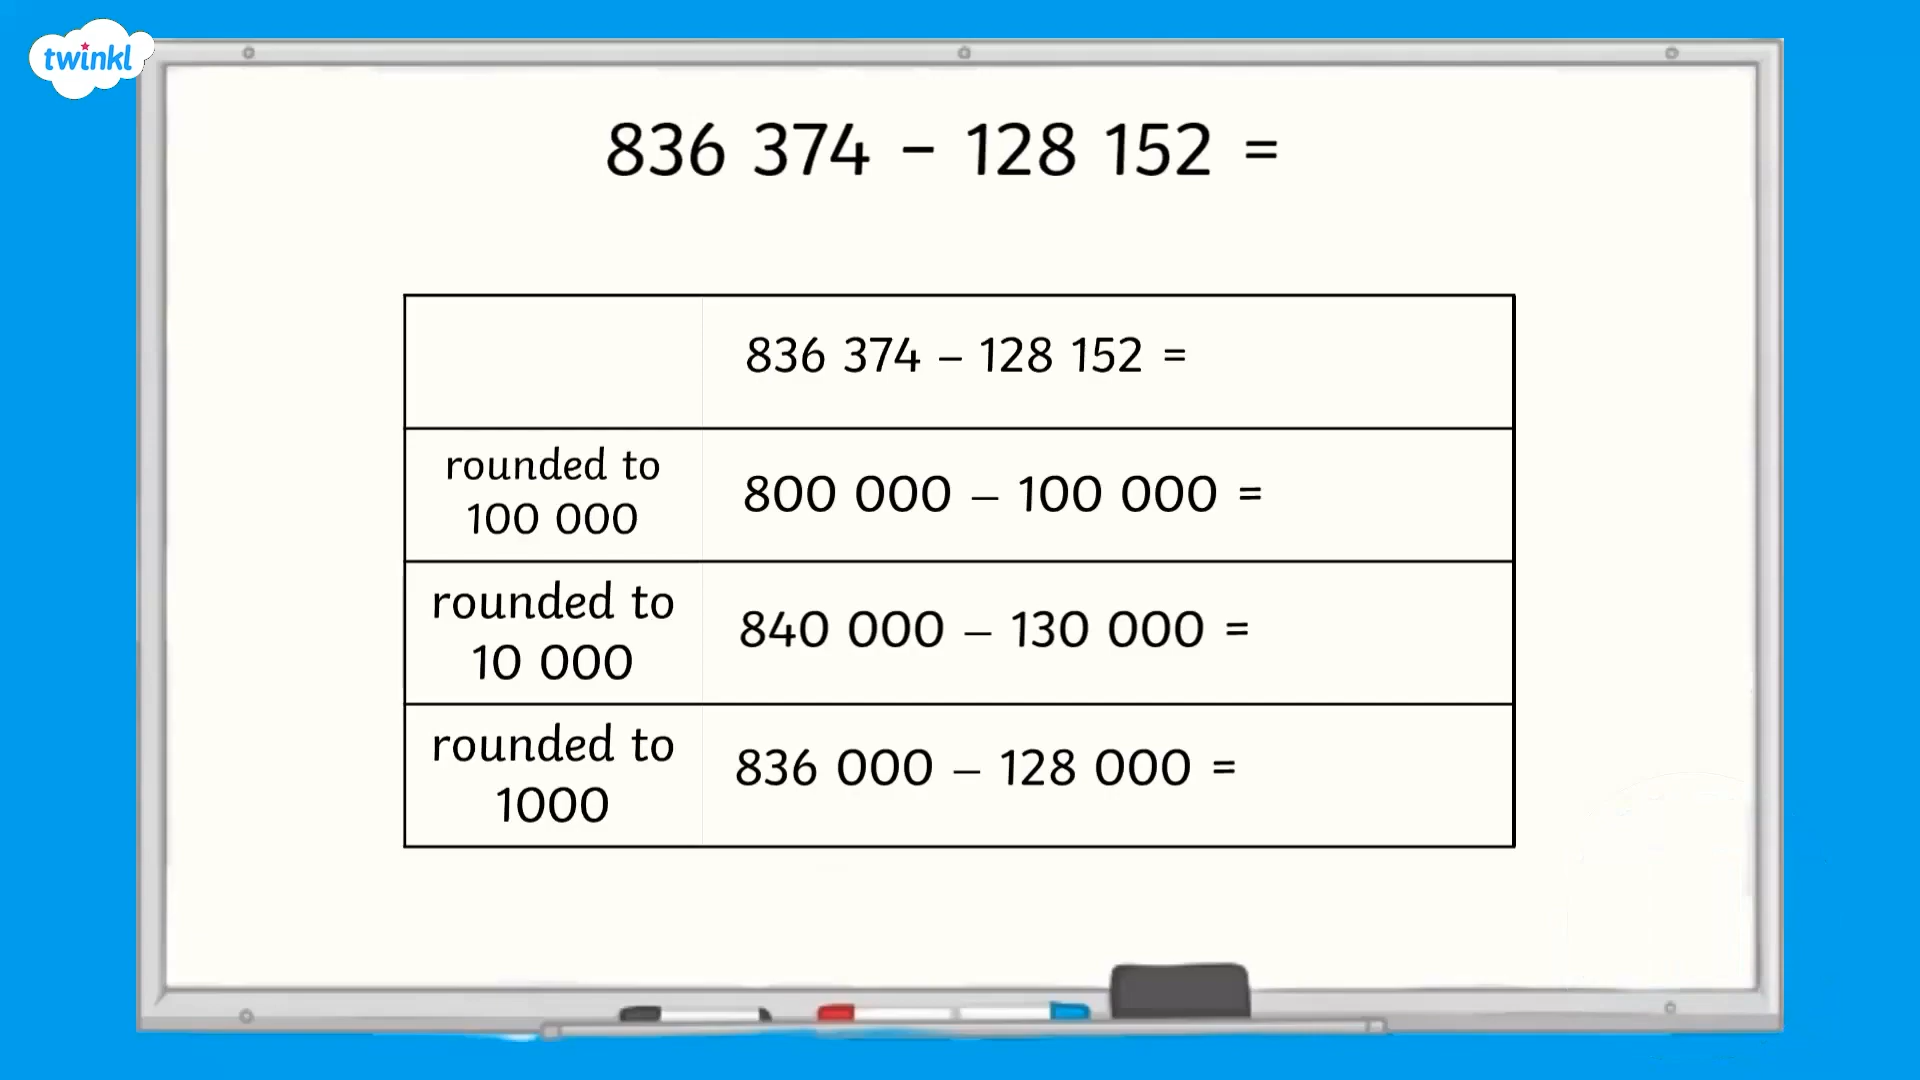 twinkl
836 374 – 128 152 =
836 374 – 128 152 =
rounded to
100 000
800 000 – 100 000 =
rounded to
10 000
840 000 – 130 000 =
rounded to
1000
836 000 – 128 000 =